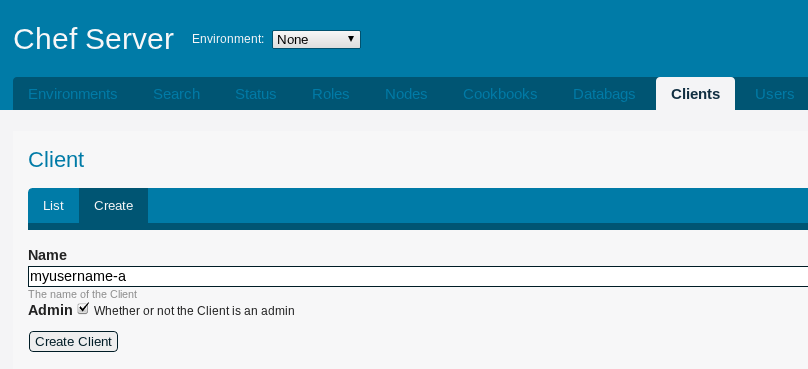 Chef Server Environment: None
Environments Search Status Roles Nodes Cookbooks Databags Clients Users
Client
List Create
Name
myusername-a
The name of the Client
Admin Whether or not the Client is an admin
Create Client